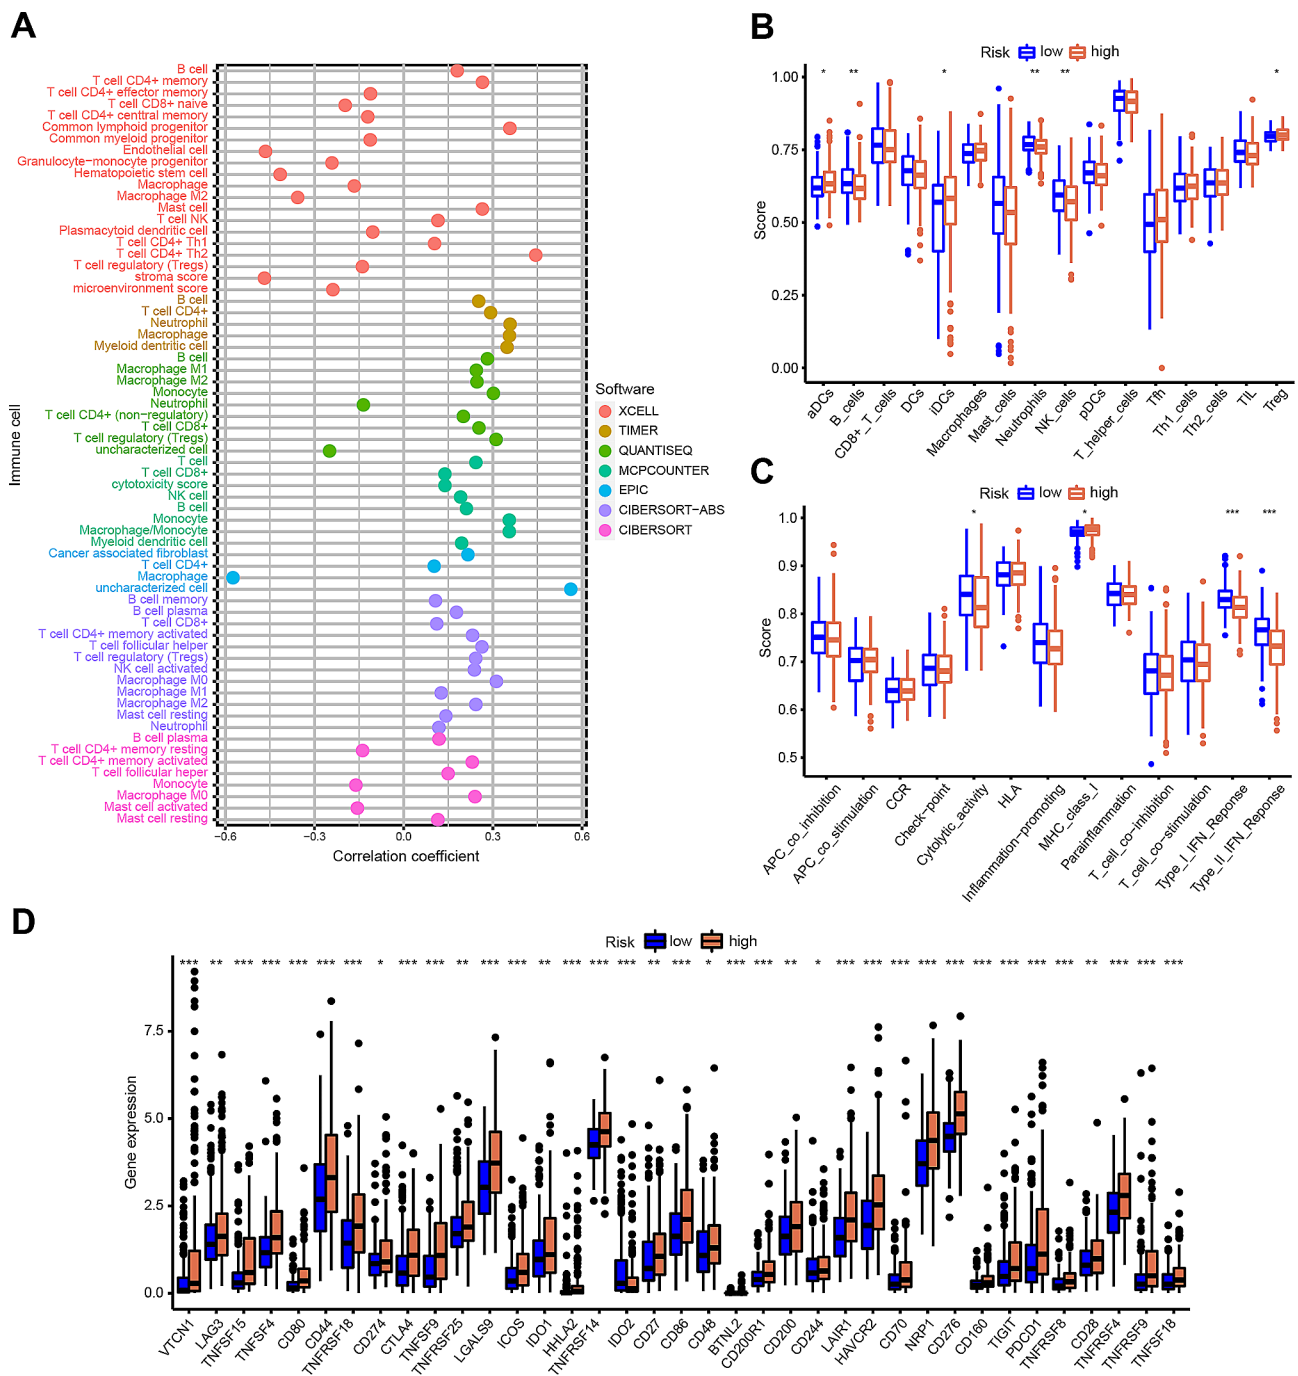 A
B cell
T cell CD4+ memory
T cell CD4+ effector memory
T cell CD8+ naive
T cell CD4+ central memory
Common lymphoid progenitor
Common myeloid progenitor
Endothelial cell
Granulocyte−monocyte progenitor
Hematopoietic stem cell
Macrophage
Macrophage M2
Mast cell
T cell NK
Plasmacytoid dendritic cell
T cell CD4+ Th1
T cell CD4+ Th2
T cell regulatory (Tregs)
stroma score
microenvironment score
B cell
T cell CD4+
Neutrophil
Macrophage
Myeloid dentritic cell
B cell
Macrophage M1
Macrophage M2
Monocyte
Neutrophil
T cell CD4+ (non−regulatory)
T cell CD8+
T cell regulatory (Tregs)
uncharacterized cell
T cell
T cell CD8+
cytotoxicity score
NK cell
B cell
Monocyte
Macrophage/Monocyte
Myeloid dendritic cell
Cancer associated fibroblast
T cell CD4+
Macrophage
uncharacterized cell
B cell memory
B cell plasma
T cell CD8+
T cell CD4+ memory activated
T cell follicular helper
T cell regulatory (Tregs)
NK cell activated
Macrophage M0
Macrophage M1
Macrophage M2
Mast cell resting
Neutrophil
B cell plasma
T cell CD4+ memory resting
T cell CD4+ memory activated
T cell follicular heper
Monocyte
Macrophage M0
Mast cell activated
Mast cell resting
−0.6 −0.3 0.0 0.3 0.6
Correlation coefficient
Immune cell
Software
XCELL
TIMER
QUANTISEQ
MCPCOUNTER
EPIC
CIBERSORT−ABS
CIBERSORT
B
Risk low high
* ** * ** ** *
1.00
0.75
0.50
0.25
0.00
Score
aDCs
B_cells
CD8+_T_cells
DCs
iDCs
Macrophages
Mast_cells
Neutrophils
NK_cells
pDCs
T_helper_cells
Tfh
Th1_cells
Th2_cells
TIL
Treg
C
Risk low high
* * *** ***
1.0
0.9
0.8
0.7
0.6
0.5
Score
APC_co_inhibition
APC_co_stimulation
CCR
Check−point
Cytolytic_activity
HLA
Inflammation−promoting
MHC_class_I
Parainflammation
T_cell_co−inhibition
T_cell_co−stimulation
Type_I_IFN_Reponse
Type_II_IFN_Reponse
D
Risk low high
*** ** *** *** *** *** *** * *** *** ** *** *** ** *** *** *** ** *** * *** *** ** * *** *** *** *** *** *** *** *** *** ** *** *** ***
7.5
5.0
2.5
0.0
Gene expression
VTCN1
LAG3
TNFSF15
TNFSF4
CD80
CD44
TNFRSF18
CD274
CTLA4
TNFSF9
TNFRSF25
LGALS9
ICOS
IDO1
HHLA2
TNFRSF14
IDO2
CD27
CD86
CD48
BTNL2
CD200R1
CD200
CD244
LAIR1
HAVCR2
CD70
NRP1
CD276
CD160
TIGIT
PDCD1
TNFRSF8
CD28
TNFRSF4
TNFRSF9
TNFSF18